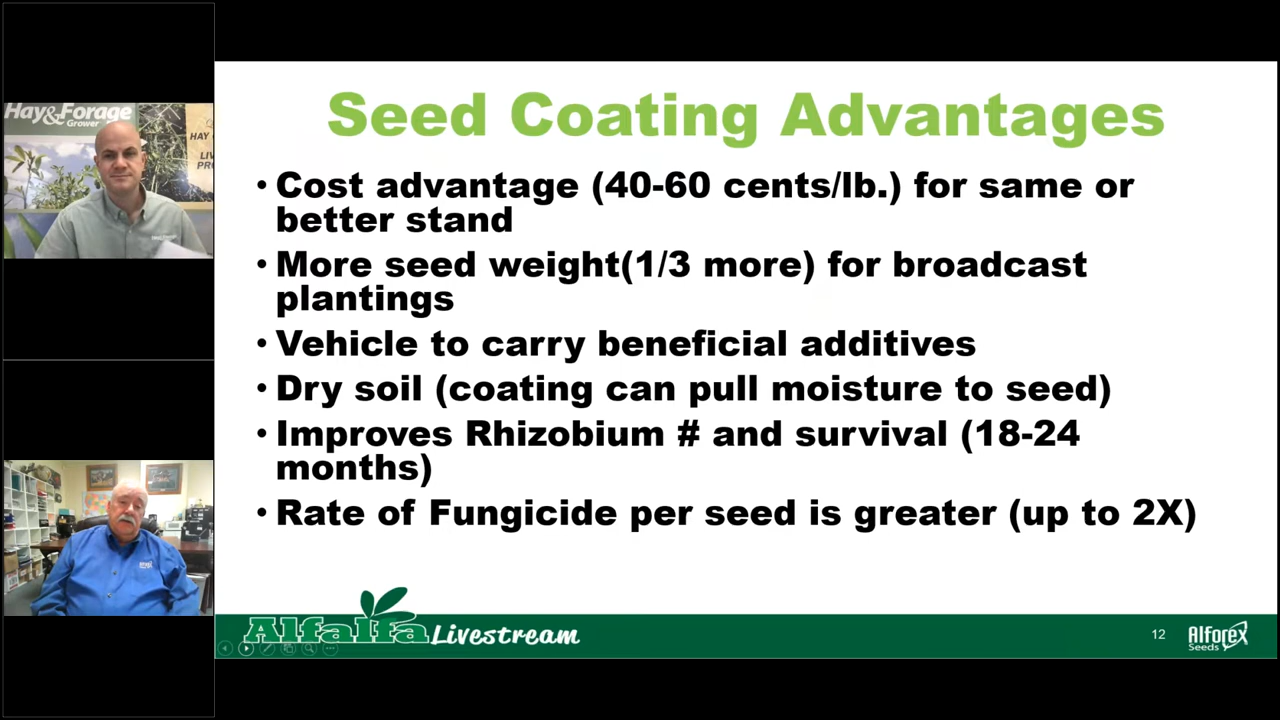 Hay&Forage
Grower
HAY
LIV
PRO
Seed Coating Advantages
• Cost advantage (40-60 cents/lb.) for same or
better stand
• More seed weight(1/3 more) for broadcast
plantings
• Vehicle to carry beneficial additives
• Dry soil (coating can pull moisture to seed)
• Improves Rhizobium # and survival (18-24
months)
• Rate of Fungicide per seed is greater (up to 2X)
Alfalfa Livestream
12
Alforex
Seeds